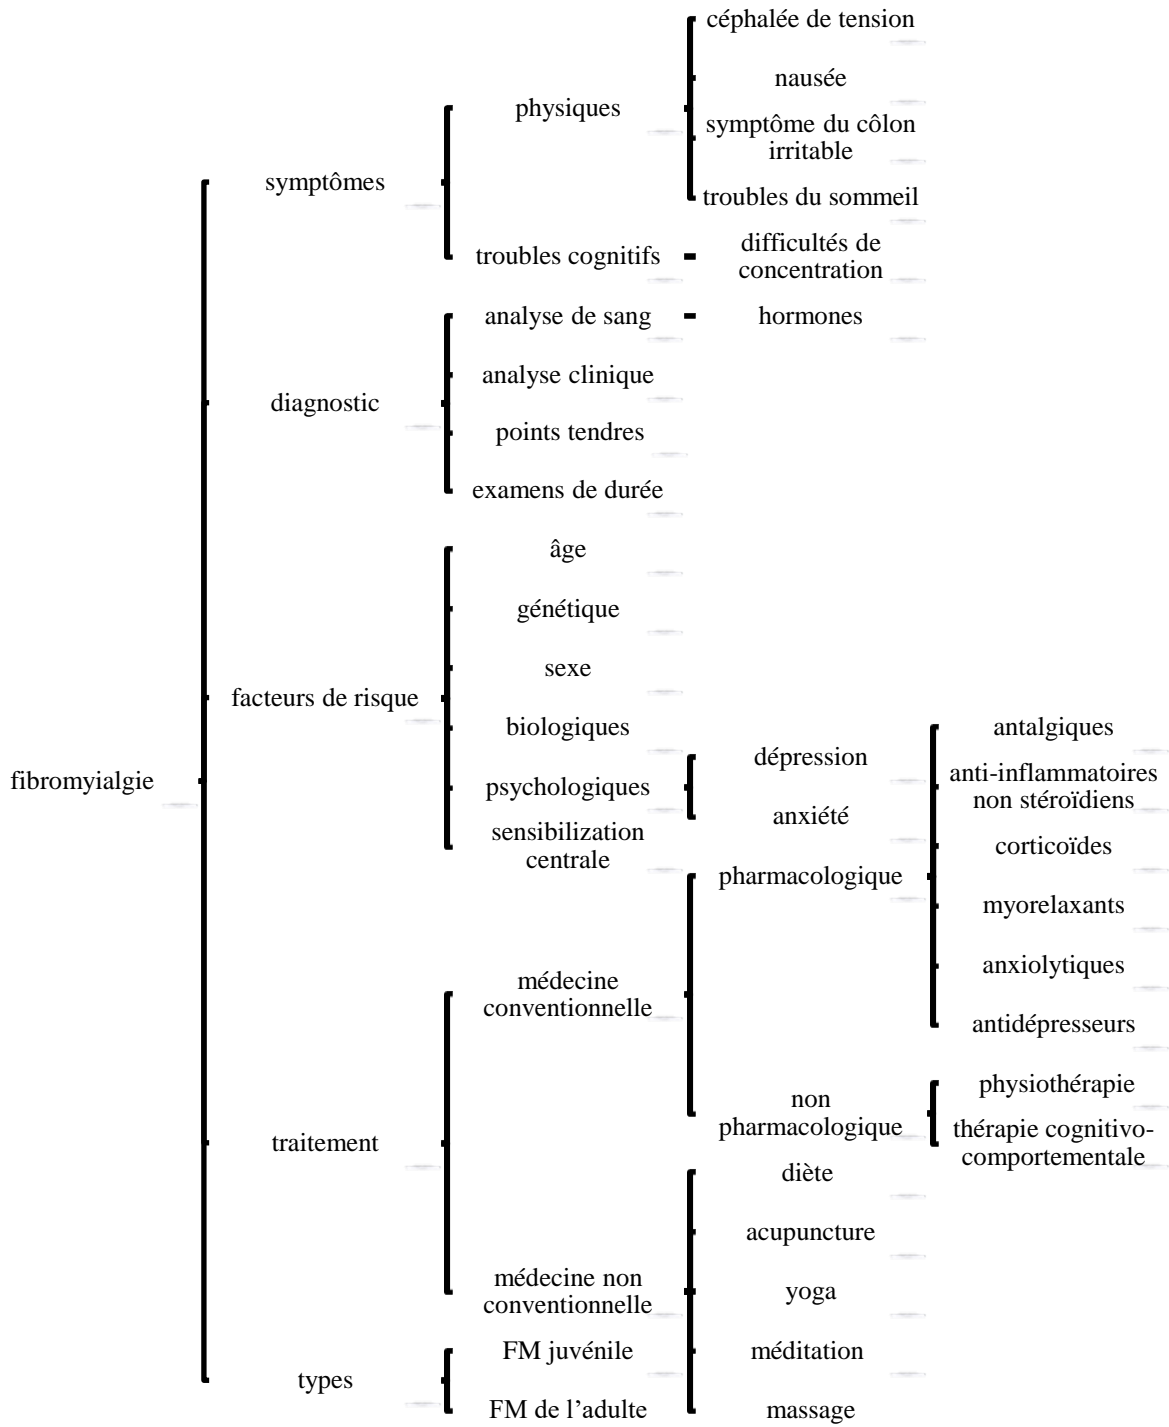 fibromyialgie
symptômes
physiques
céphalée de tension
nausée
symptôme du côlon
irritable
troubles du sommeil
troubles cognitifs
difficultés de
concentration
diagnostic
analyse de sang
hormones
analyse clinique
points tendres
examens de durée
facteurs de risque
âge
génétique
sexe
biologiques
psychologiques
dépression
anxiété
sensibilization
centrale
traitement
médecine
conventionnelle
pharmacologique
antalgiques
anti-inflammatoires
non stéroïdiens
corticoïdes
myorelaxants
anxiolytiques
antidépresseurs
non
pharmacologique
physiothérapie
thérapie cognitivo-
comportementale
médecine non
conventionnelle
diète
acupuncture
yoga
méditation
massage
types
FM juvénile
FM de l’adulte